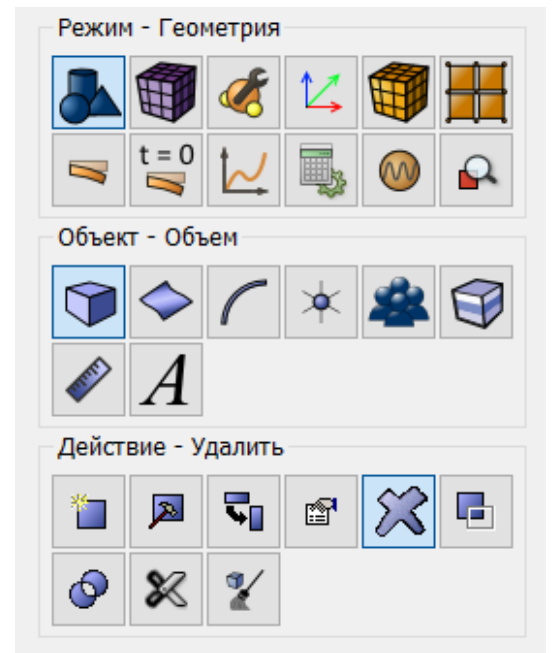 Режим - Геометрия
t = 0
Объект - Объем
A
Действие - Удалить